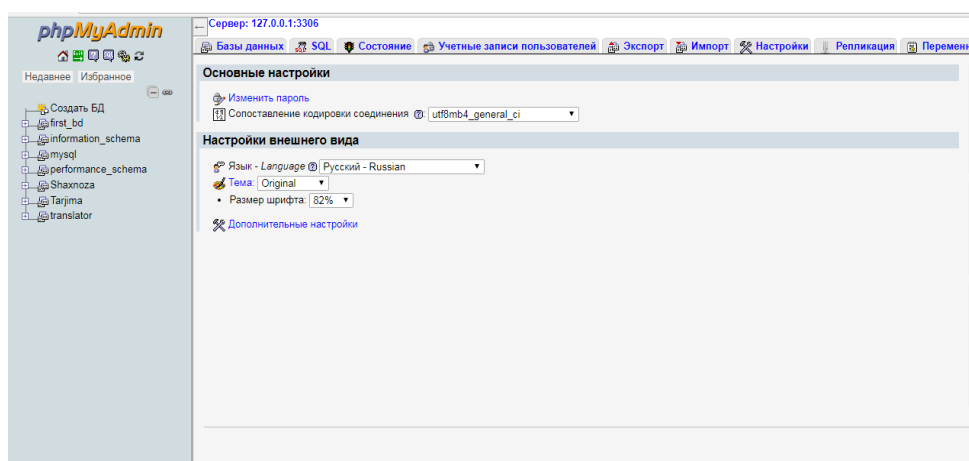 phpMyAdmin
Недавнее Избранное
Создать БД
first_bd
information_schema
mysql
performance_schema
Shaxnoza
Tarjima
translator
Сервер: 127.0.0.1:3306
Базы данных SQL Состояние Учетные записи пользователей Экспорт Импорт Настройки Репликация Перемен
Основные настройки
Изменить пароль
Сопоставление кодировки соединения : utf8mb4_general_ci
Настройки внешнего вида
Язык - Language Русский - Russian
Тема: Original
• Размер шрифта: 82%
Дополнительные настройки